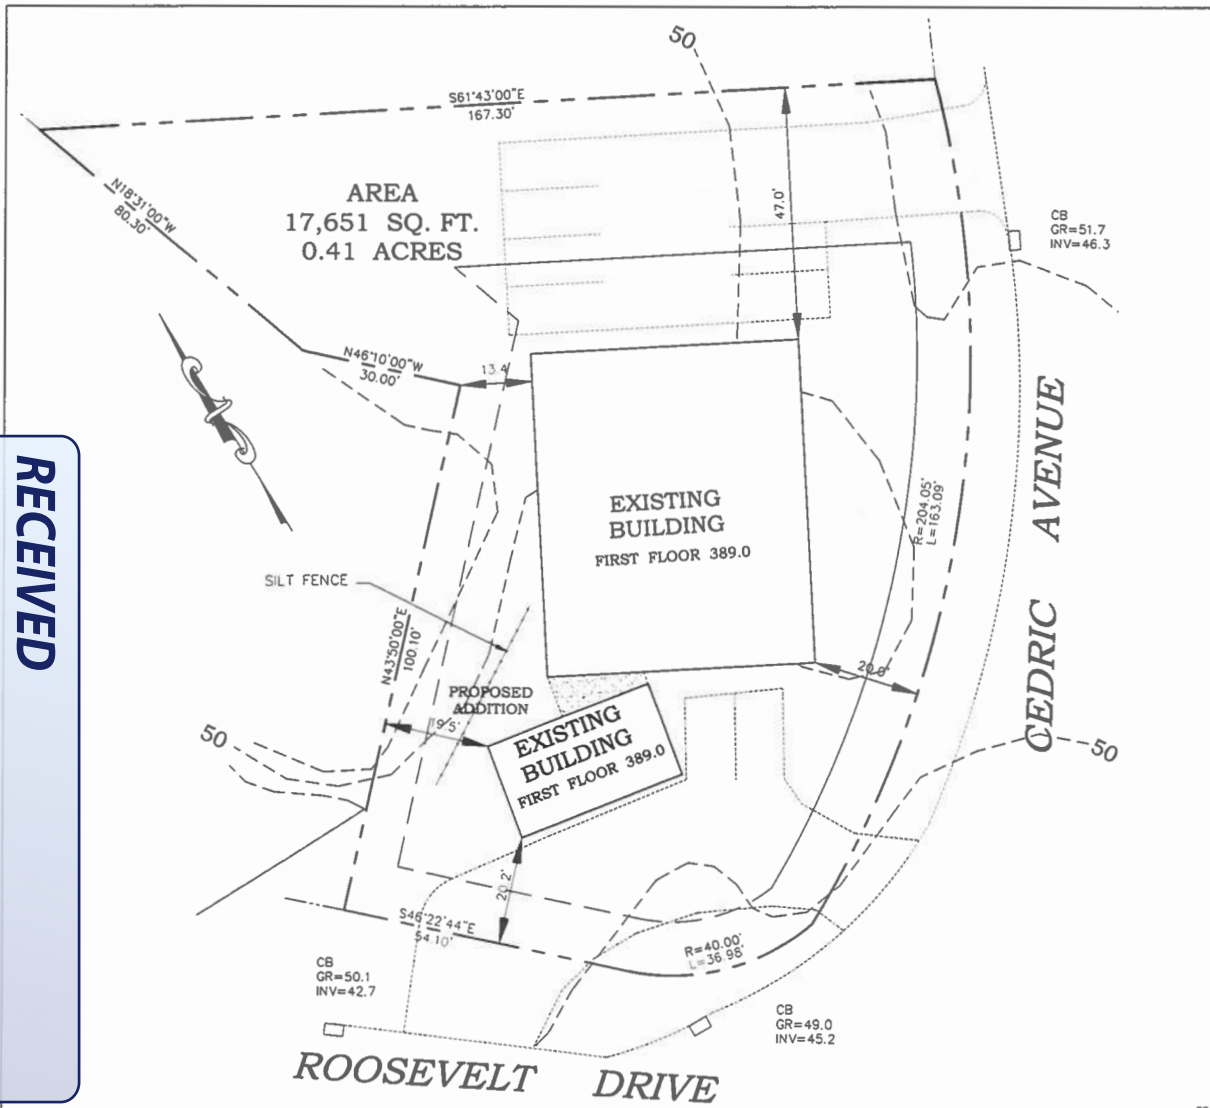 50
S61°43'00"E
167.30'
N18°31'00"W
80.30'
AREA
17,651 SQ. FT.
0.41 ACRES
47.0'
CB
GR=51.7
INV=46.3
N46°10'00"W
30.00'
13.4
RECEIVED
EXISTING
BUILDING
FIRST FLOOR 389.0
R=204.05'
L=163.09'
CEDRIC AVENUE
SILT FENCE
N43°50'00"E
100.10'
20.8'
PROPOSED
ADDITION
19.5'
EXISTING
BUILDING
FIRST FLOOR 389.0
50
50
20.2'
S46°22'44"E
54.10'
R=40.00'
L=36.98'
CB
GR=50.1
INV=42.7
CB
GR=49.0
INV=45.2
ROOSEVELT DRIVE